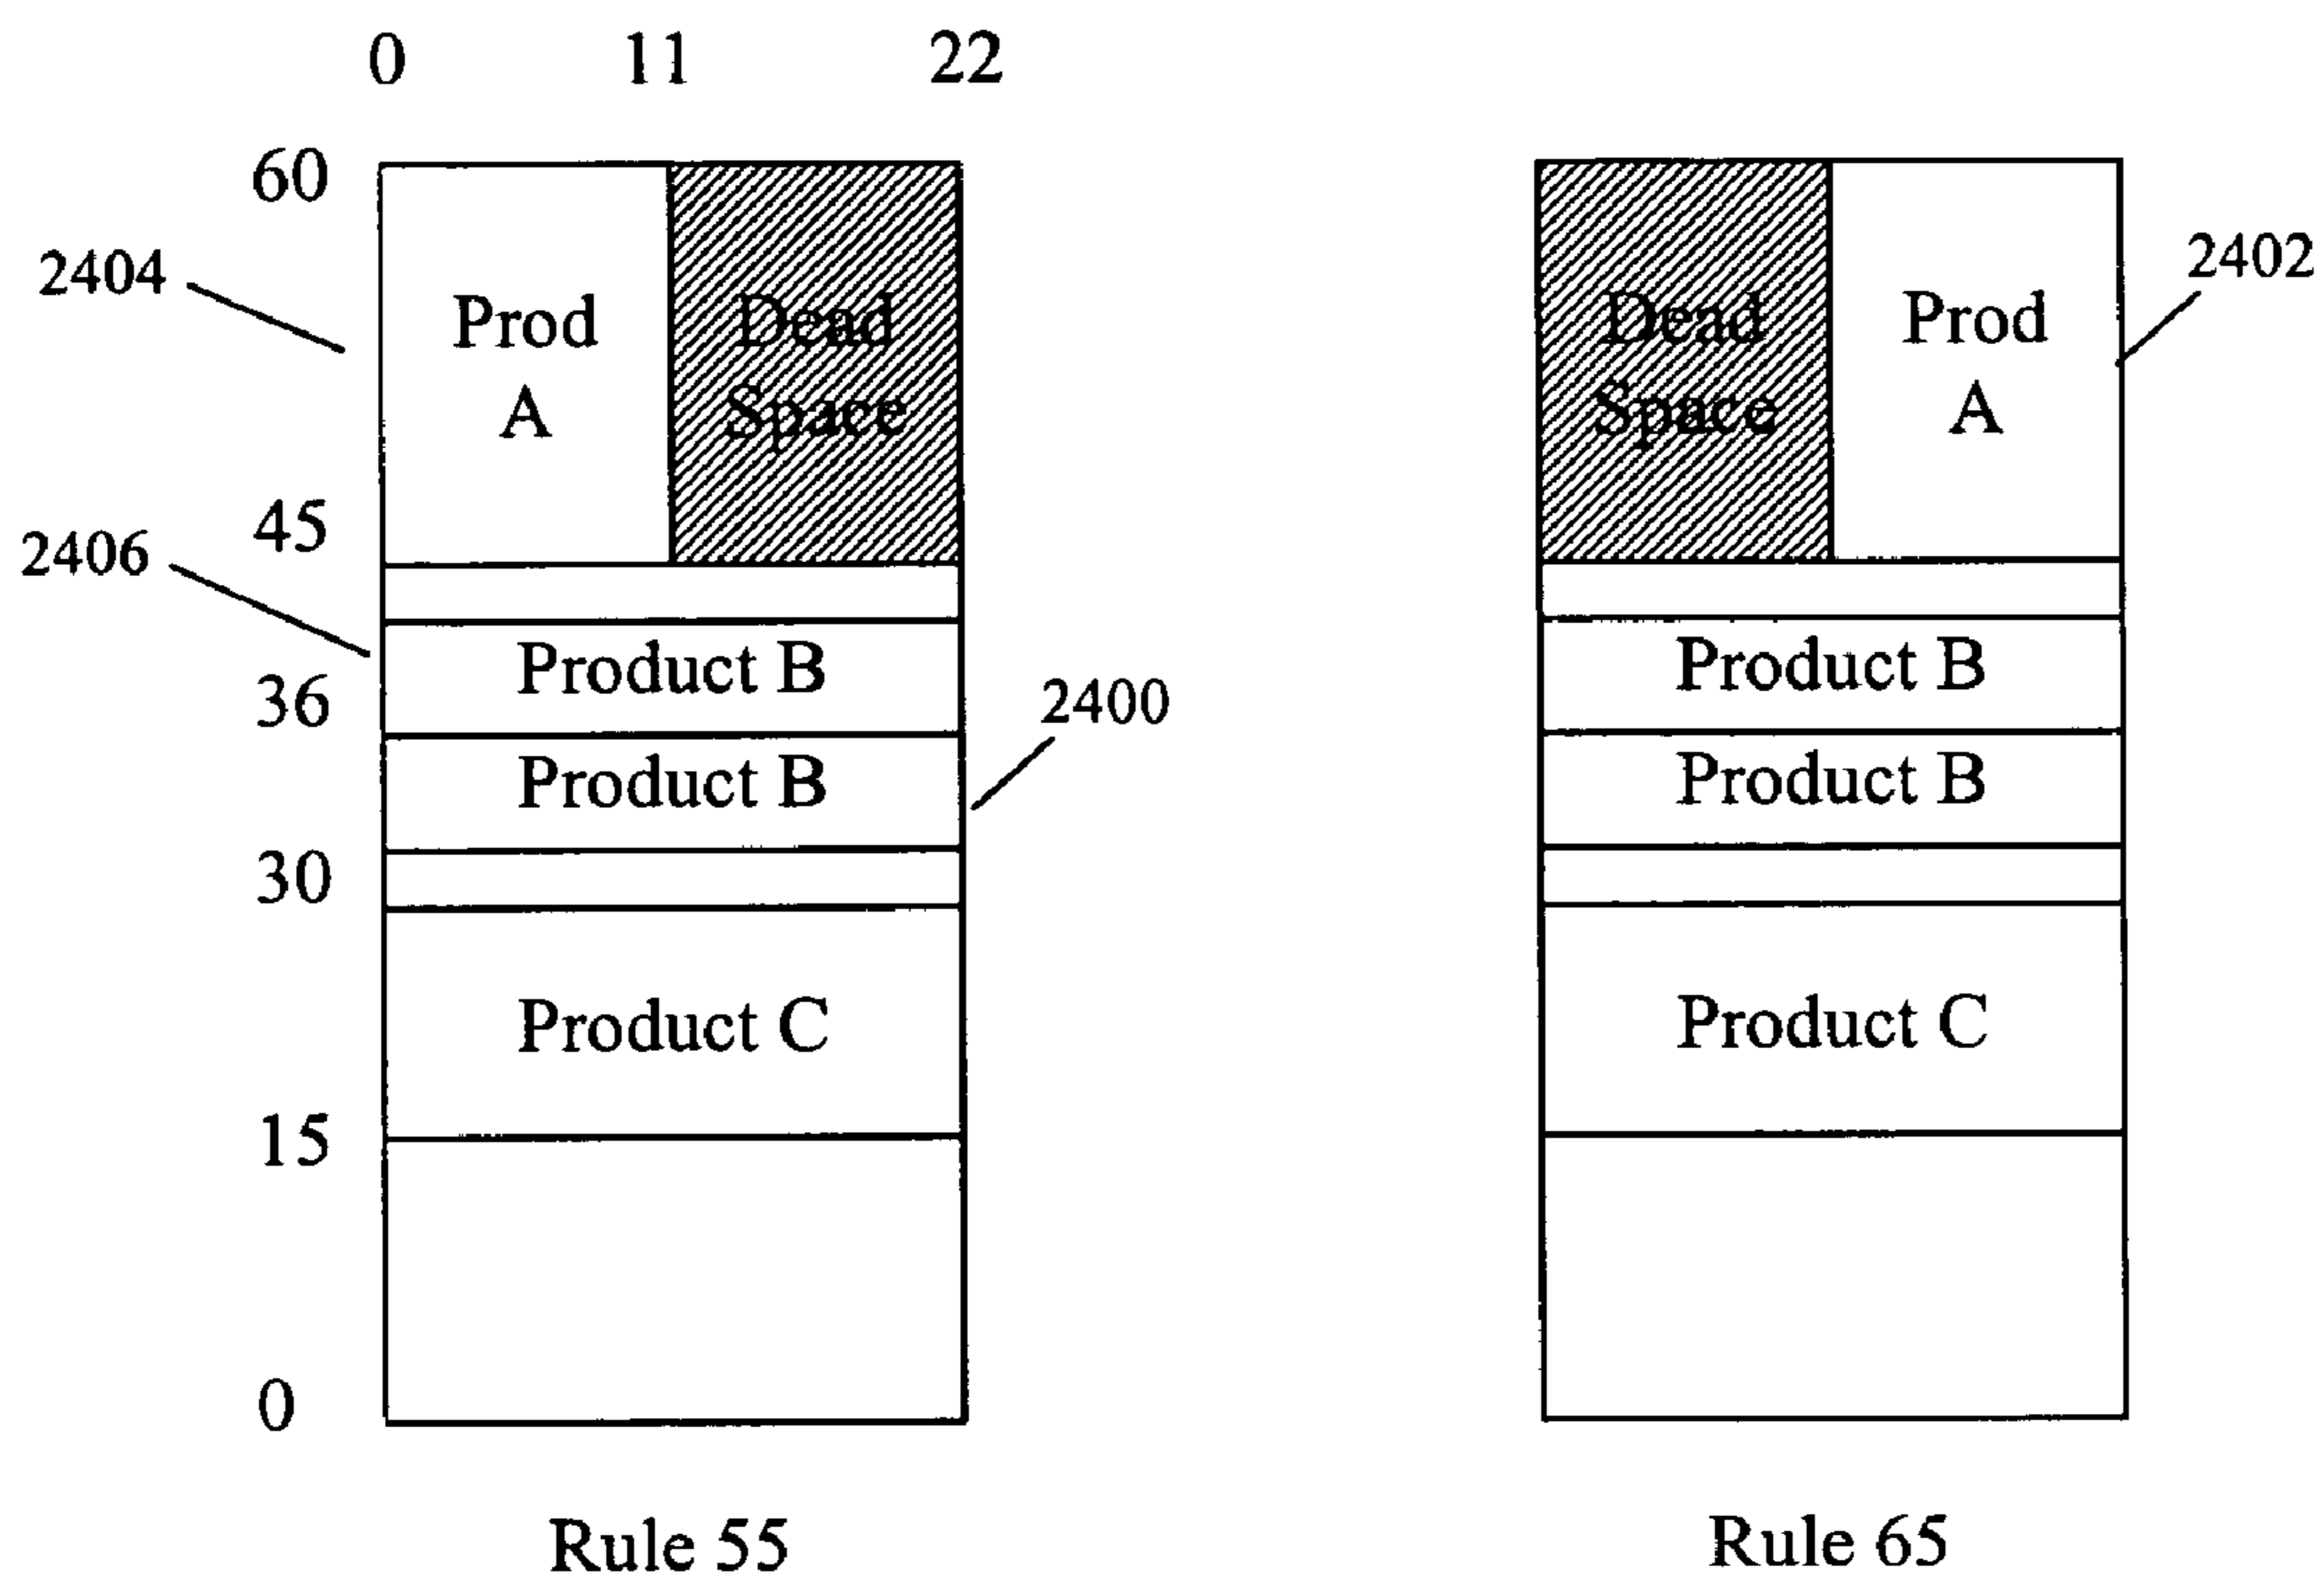 0 11 22
60
2404
2402
Prod
A
Dead
Space
Dead
Space
Prod
A
45
2406
Product B
Product B
36
2400
Product B
Product B
30
Product C
Product C
15
0
Rule 55
Rule 65